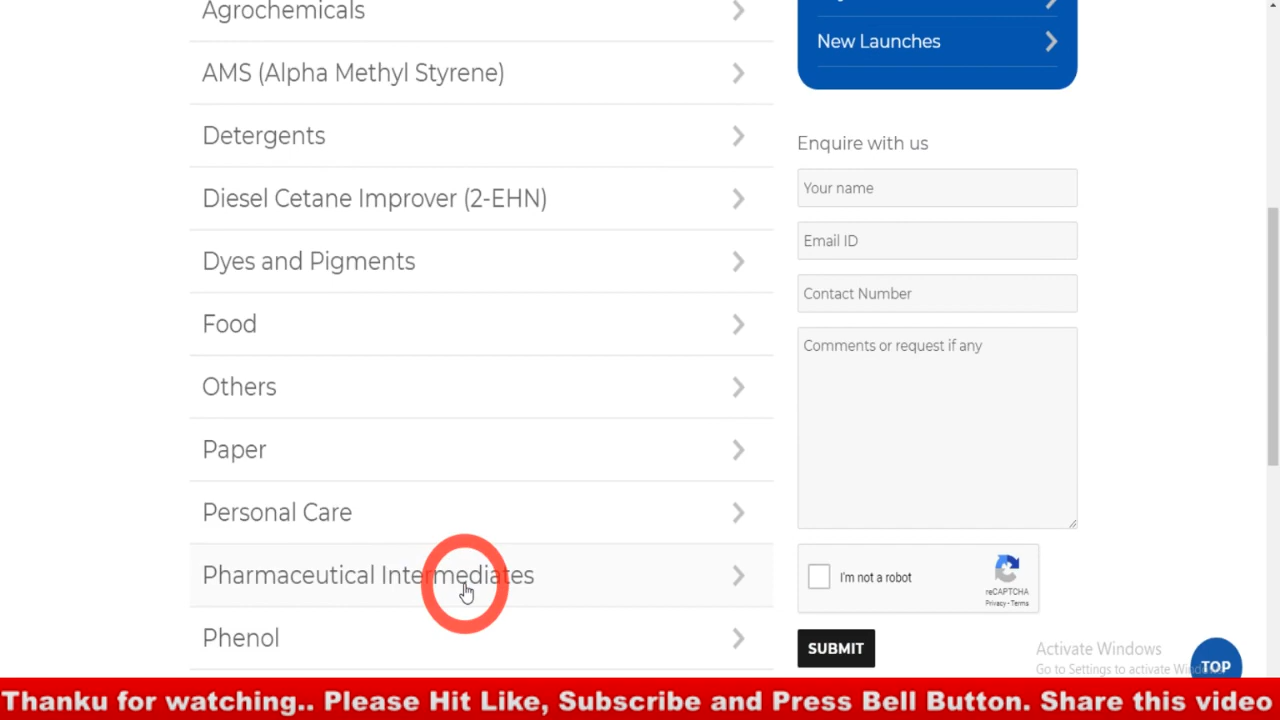 Agrochemicals
AMS (Alpha Methyl Styrene)
Detergents
Diesel Cetane Improver (2-EHN)
Dyes and Pigments
Food
Others
Paper
Personal Care
Pharmaceutical Intermediates
Phenol
New Launches
Enquire with us
Your name
Email ID
Contact Number
Comments or request if any
I'm not a robot
reCAPTCHA
Privacy - Terms
SUBMIT
Activate Windows
Go to Settings to activate Windows.
TOP
Thanku for watching.. Please Hit Like, Subscribe and Press Bell Button. Share this video